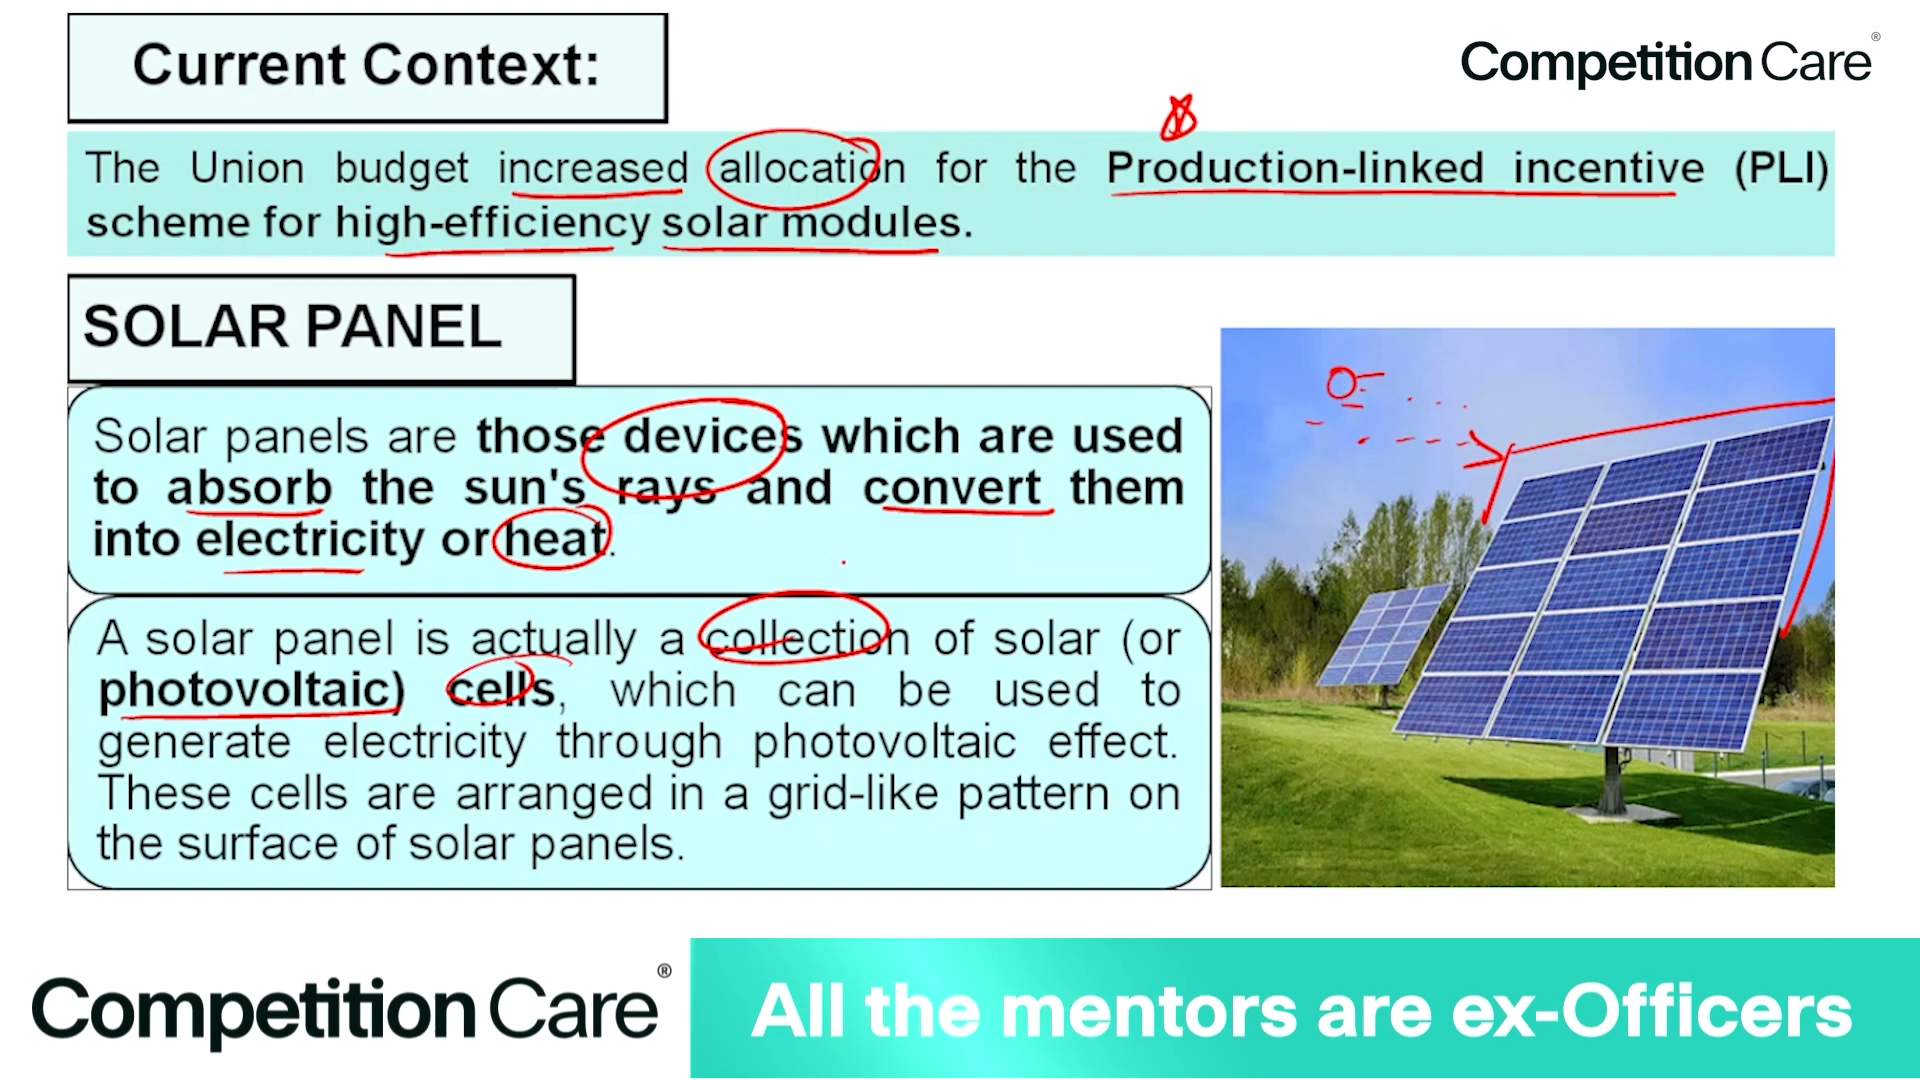 Current Context:
Competition Care®
The Union budget increased allocation for the Production-linked incentive (PLI)
scheme for high-efficiency solar modules.
SOLAR PANEL
Solar panels are those devices which are used
to absorb the sun's rays and convert them
into electricity or heat.
A solar panel is actually a collection of solar (or
photovoltaic) cells, which can be used to
generate electricity through photovoltaic effect.
These cells are arranged in a grid-like pattern on
the surface of solar panels.
Competition Care®
All the mentors are ex-Officers